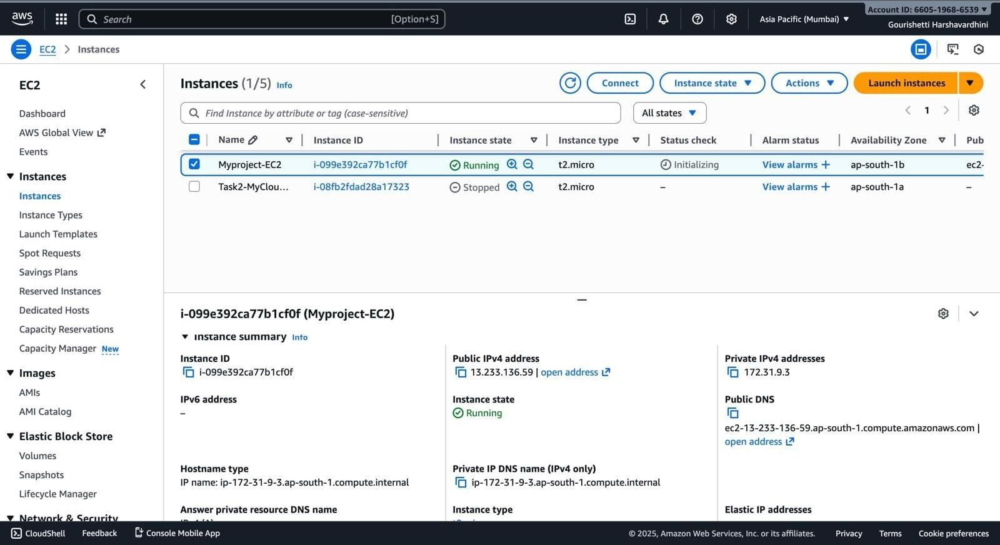 aws
Search [Option+S]
Asia Pacific (Mumbai)
Account ID: 6605-1968-6539
Gourishetti Harshavardhini
EC2 > Instances
EC2
Dashboard
AWS Global View
Events
Instances
Instances
Instance Types
Launch Templates
Spot Requests
Savings Plans
Reserved Instances
Dedicated Hosts
Capacity Reservations
Capacity Manager New
Images
AMIs
AMI Catalog
Elastic Block Store
Volumes
Snapshots
Lifecycle Manager
Network & Security
Instances (1/5) Info
Connect
Instance state
Actions
Launch instances
Find Instance by attribute or tag (case-sensitive)
All states
1
Name Instance ID Instance state Instance type Status check Alarm status Availability Zone Pub
Myproject-EC2 i-099e392ca77b1cf0f Running t2.micro Initializing View alarms + ap-south-1b ec2-
Task2-MyClou... i-08fb2fdad28a17323 Stopped t2.micro – View alarms + ap-south-1a –
i-099e392ca77b1cf0f (Myproject-EC2)
Instance summary Info
Instance ID
i-099e392ca77b1cf0f
Public IPv4 address
13.233.136.59 | open address
Private IPv4 addresses
172.31.9.3
IPv6 address
–
Instance state
Running
Public DNS
ec2-13-233-136-59.ap-south-1.compute.amazonaws.com |
open address
Hostname type
IP name: ip-172-31-9-3.ap-south-1.compute.internal
Private IP DNS name (IPv4 only)
ip-172-31-9-3.ap-south-1.compute.internal
Answer private resource DNS name
Instance type
Elastic IP addresses
CloudShell Feedback Console Mobile App
© 2025, Amazon Web Services, Inc. or its affiliates. Privacy Terms Cookie preferences